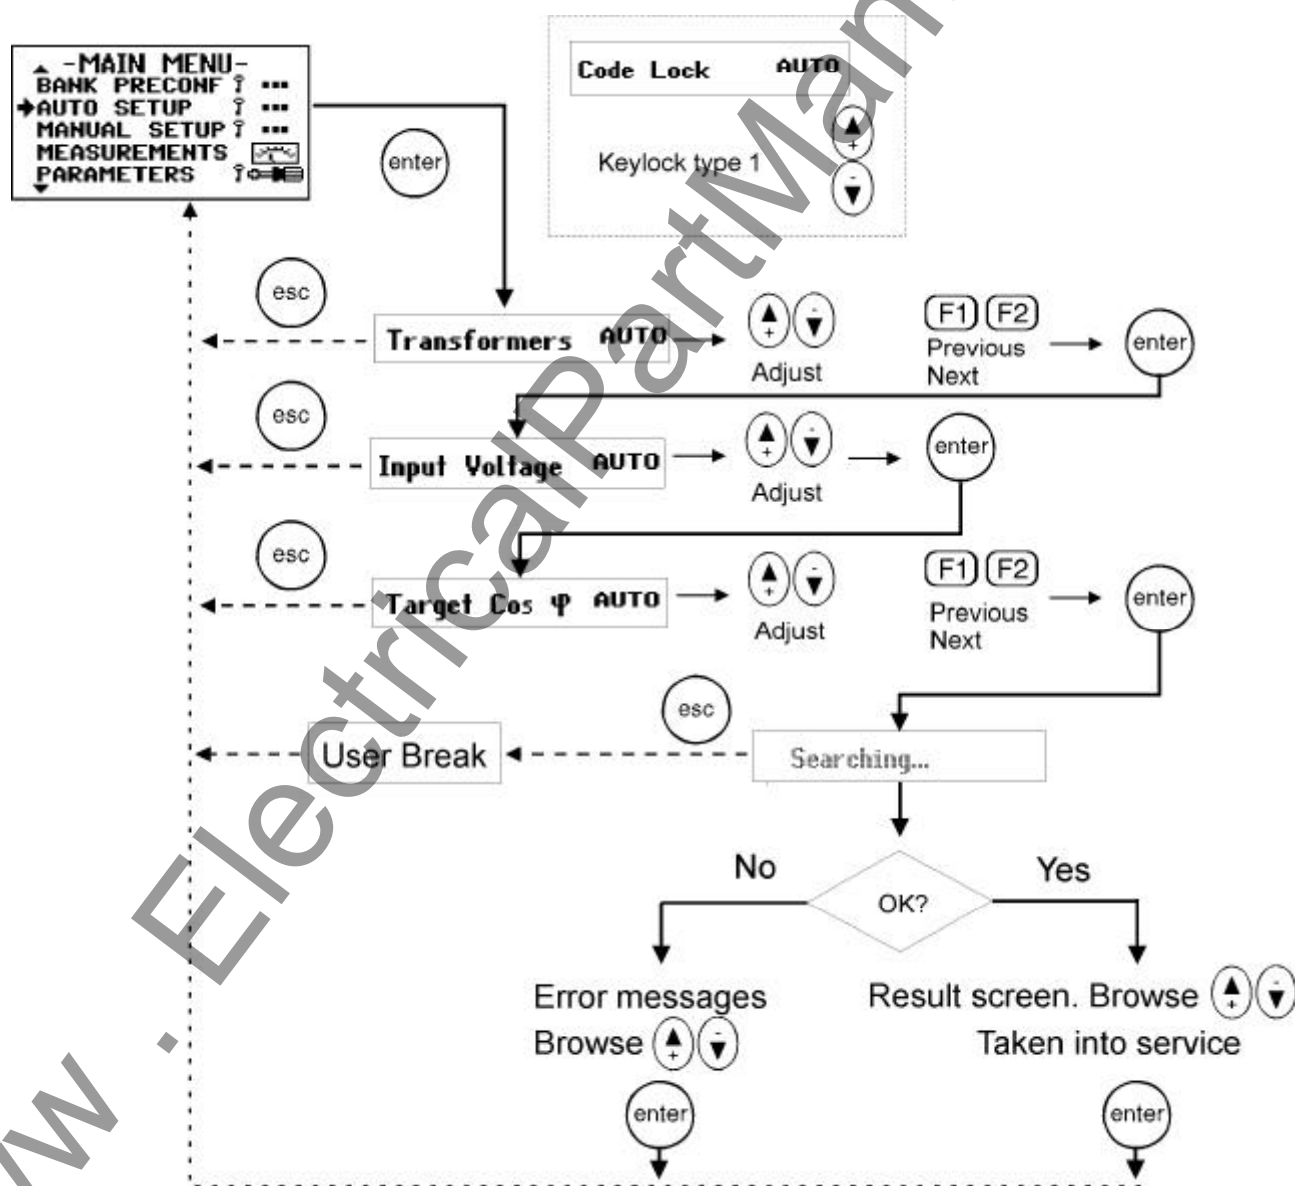 -MAIN MENU-
BANK PRECONF
AUTO SETUP
MANUAL SETUP
MEASUREMENTS
PARAMETERS
enter
Code Lock AUTO
Keylock type 1
+
-
esc
Transformers AUTO
+ -
Adjust
F1 F2
Previous
Next
enter
esc
Input Voltage AUTO
+ -
Adjust
enter
esc
Target Cos φ AUTO
+ -
Adjust
F1 F2
Previous
Next
enter
esc
User Break
Searching...
No
OK?
Yes
Error messages
Browse + -
enter
Result screen. Browse + -
Taken into service
enter
www . ElectricalPartManu